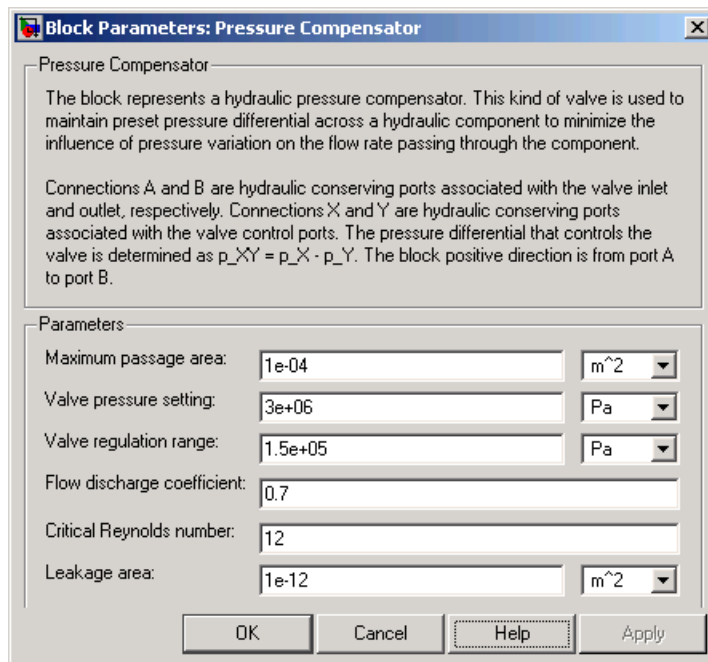 Block Parameters: Pressure Compensator
Pressure Compensator
The block represents a hydraulic pressure compensator. This kind of valve is used to
maintain preset pressure differential across a hydraulic component to minimize the
influence of pressure variation on the flow rate passing through the component.
Connections A and B are hydraulic conserving ports associated with the valve inlet
and outlet, respectively. Connections X and Y are hydraulic conserving ports
associated with the valve control ports. The pressure differential that controls the
valve is determined as p_XY = p_X - p_Y. The block positive direction is from port A
to port B.
Parameters
Maximum passage area: 1e-04 m^2
Valve pressure setting: 3e+06 Pa
Valve regulation range: 1.5e+05 Pa
Flow discharge coefficient: 0.7
Critical Reynolds number: 12
Leakage area: 1e-12 m^2
OK Cancel Help Apply